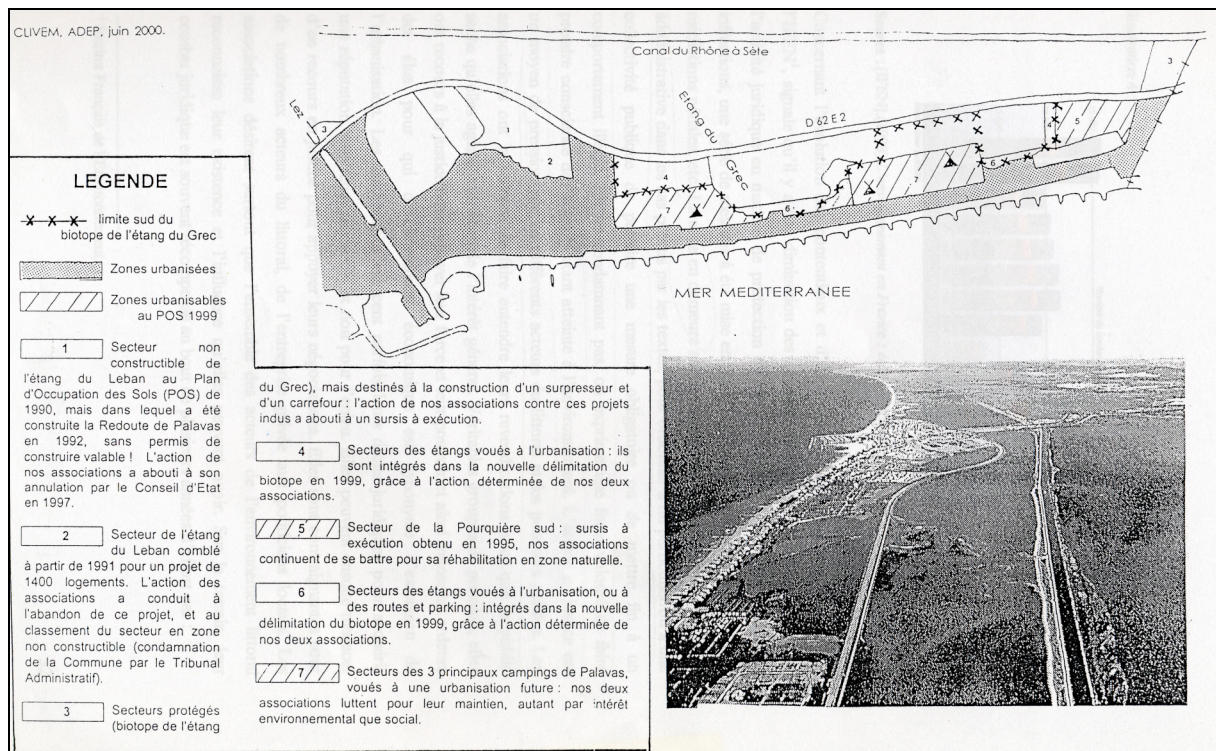 CLIVEM, ADEP, juin 2000.
Canal du Rhône à Sète
3
Lez
3
1
2
Etang du
Grec
D 62 E 2
4
5
4
6
7
7
6
MER MEDITERRANEE
LEGENDE
x x x limite sud du
biotope de l'étang du Grec
Zones urbanisées
Zones urbanisables
au POS 1999
1 Secteur non
constructible de
l'étang du Leban au Plan
d'Occupation des Sols (POS) de
1990, mais dans lequel a été
construite la Redoute de Palavas
en 1992, sans permis de
construire valable ! L'action de
nos associations a abouti à son
annulation par le Conseil d'Etat
en 1997.
2 Secteur de l'étang
du Leban comblé
à partir de 1991 pour un projet de
1400 logements. L'action des
associations a conduit à
l'abandon de ce projet, et au
classement du secteur en zone
non constructible (condamnation
de la Commune par le Tribunal
Administratif).
3 Secteurs protégés
(biotope de l'étang
du Grec), mais destinés à la construction d'un surpresseur et
d'un carrefour : l'action de nos associations contre ces projets
indus a abouti à un sursis à exécution.
4 Secteurs des étangs voués à l'urbanisation : ils
sont intégrés dans la nouvelle délimitation du
biotope en 1999, grâce à l'action déterminée de nos deux
associations.
5 Secteur de la Pourquière sud : sursis à
exécution obtenu en 1995, nos associations
continuent de se battre pour sa réhabilitation en zone naturelle.
6 Secteurs des étangs voués à l'urbanisation, ou à
des routes et parking : intégrés dans la nouvelle
délimitation du biotope en 1999, grâce à l'action déterminée de
nos deux associations.
7 Secteurs des 3 principaux campings de Palavas,
voués à une urbanisation future : nos deux
associations luttent pour leur maintien, autant par intérêt
environnemental que social.